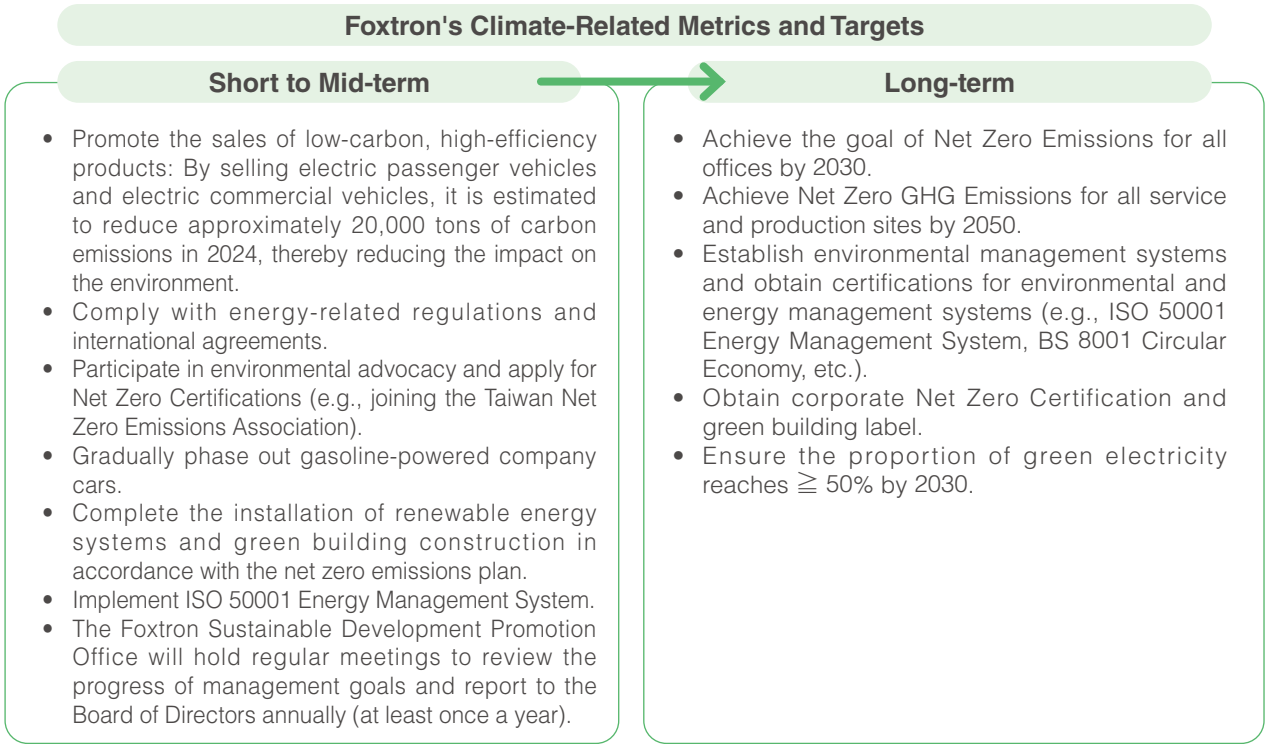 Foxtron's Climate-Related Metrics and Targets
Short to Mid-term
• Promote the sales of low-carbon, high-efficiency
products: By selling electric passenger vehicles
and electric commercial vehicles, it is estimated
to reduce approximately 20,000 tons of carbon
emissions in 2024, thereby reducing the impact on
the environment.
• Comply with energy-related regulations and
international agreements.
• Participate in environmental advocacy and apply for
Net Zero Certifications (e.g., joining the Taiwan Net
Zero Emissions Association).
• Gradually phase out gasoline-powered company
cars.
• Complete the installation of renewable energy
systems and green building construction in
accordance with the net zero emissions plan.
• Implement ISO 50001 Energy Management System.
• The Foxtron Sustainable Development Promotion
Office will hold regular meetings to review the
progress of management goals and report to the
Board of Directors annually (at least once a year).
Long-term
• Achieve the goal of Net Zero Emissions for all
offices by 2030.
• Achieve Net Zero GHG Emissions for all service
and production sites by 2050.
• Establish environmental management systems
and obtain certifications for environmental and
energy management systems (e.g., ISO 50001
Energy Management System, BS 8001 Circular
Economy, etc.).
• Obtain corporate Net Zero Certification and
green building label.
• Ensure the proportion of green electricity
reaches ≧ 50% by 2030.